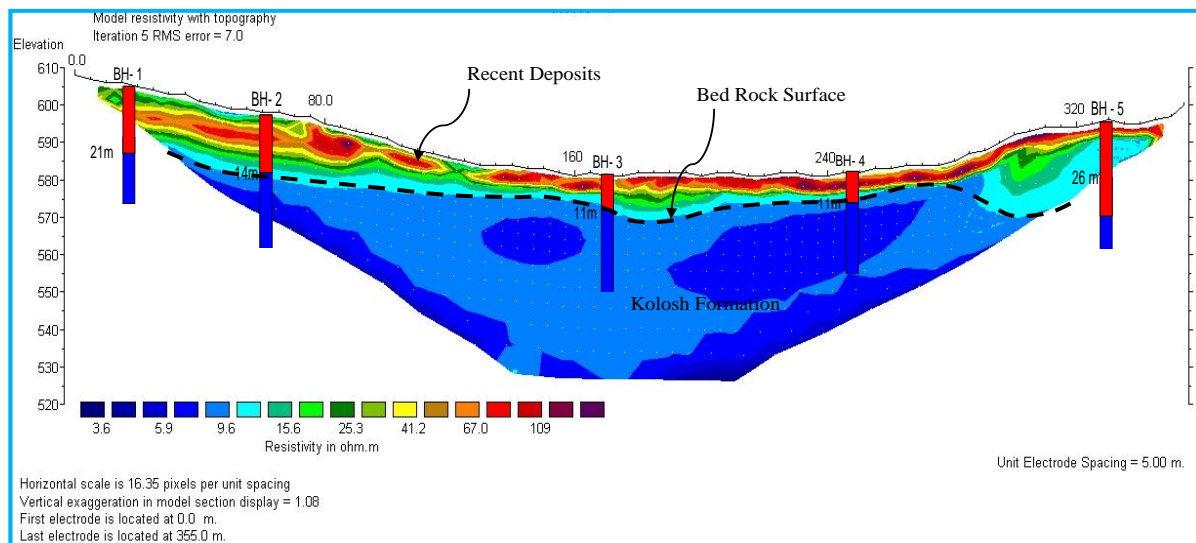 Model resistivity with topography
Iteration 5 RMS error = 7.0
Elevation
0.0
610
BH- 1
Recent Deposits
Bed Rock Surface
600
BH- 2
80.0
320
BH- 5
590
21m
160
BH- 3
240
BH- 4
580
14m
26 m
11m
11m
570
560
550
Kolosh Formation
540
530
520
3.6 5.9 9.6 15.6 25.3 41.2 67.0 109
Resistivity in ohm.m
Unit Electrode Spacing = 5.00 m.
Horizontal scale is 16.35 pixels per unit spacing
Vertical exaggeration in model section display = 1.08
First electrode is located at 0.0 m.
Last electrode is located at 355.0 m.